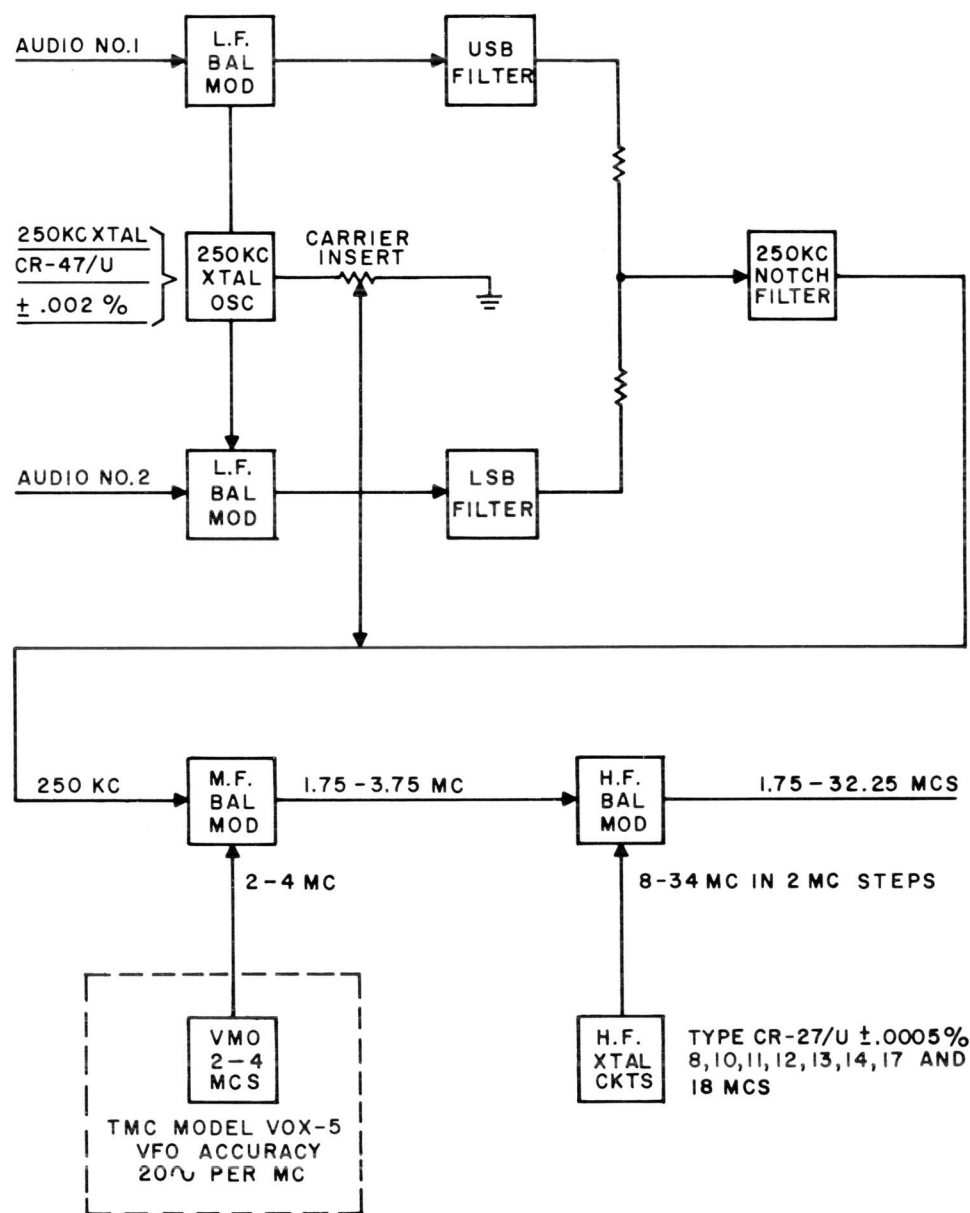 AUDIO NO.1
L.F.
BAL
MOD
USB
FILTER
250KC XTAL
CR-47/U
± .002 %
250KC
XTAL
OSC
CARRIER
INSERT
250KC
NOTCH
FILTER
AUDIO NO.2
L.F.
BAL
MOD
LSB
FILTER
250 KC
M.F.
BAL
MOD
1.75-3.75 MC
H.F.
BAL
MOD
1.75-32.25 MCS
2-4 MC
8-34 MC IN 2 MC STEPS
VMO
2-4
MCS
H.F.
XTAL
CKTS
TYPE CR-27/U ±.0005%
8,10,11,12,13,14,17 AND
18 MCS
TMC MODEL VOX-5
VFO ACCURACY
20∿ PER MC